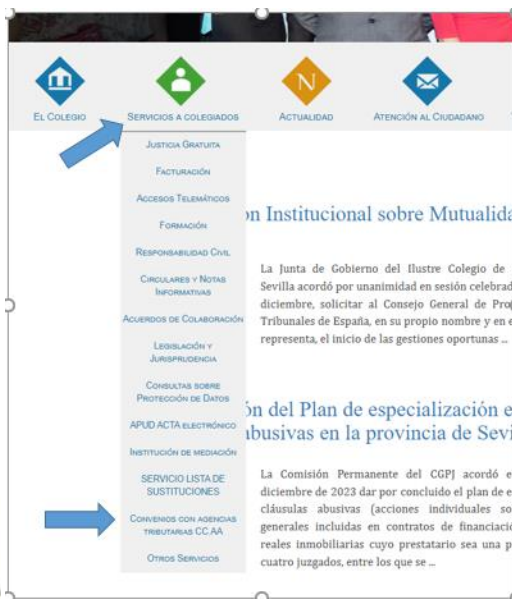 EL COLEGIO
SERVICIOS A COLEGIADOS
N
ACTUALIDAD
ATENCIÓN AL CIUDADANO
JUSTICIA GRATUITA
FACTURACIÓN
ACCESOS TELEMÁTICOS
FORMACIÓN
RESPONSABILIDAD CIVIL
CIRCULARES Y NOTAS
INFORMATIVAS
ACUERDOS DE COLABORACIÓN
LEGISLACIÓN Y
JURISPRUDENCIA
CONSULTAS SOBRE
PROTECCIÓN DE DATOS
APUD ACTA ELECTRÓNICO
INSTITUCIÓN DE MEDIACIÓN
SERVICIO LISTA DE
SUSTITUCIONES
CONVENIOS CON AGENCIAS
TRIBUTARIAS CC.AA
OTROS SERVICIOS
on Institucional sobre Mutualida
La Junta de Gobierno del Ilustre Colegio de
Sevilla acordó por unanimidad en sesión celebrad
diciembre, solicitar al Consejo General de Pro
Tribunales de España, en su propio nombre y en e
representa, el inicio de las gestiones oportunas ...
ón del Plan de especialización e
abusivas en la provincia de Sevi
La Comisión Permanente del CGPJ acordó e
diciembre de 2023 dar por concluido el plan de e
cláusulas abusivas (acciones individuales so
generales incluidas en contratos de financiació
reales inmobiliarias cuyo prestatario sea una p
cuatro juzgados, entre los que se ...